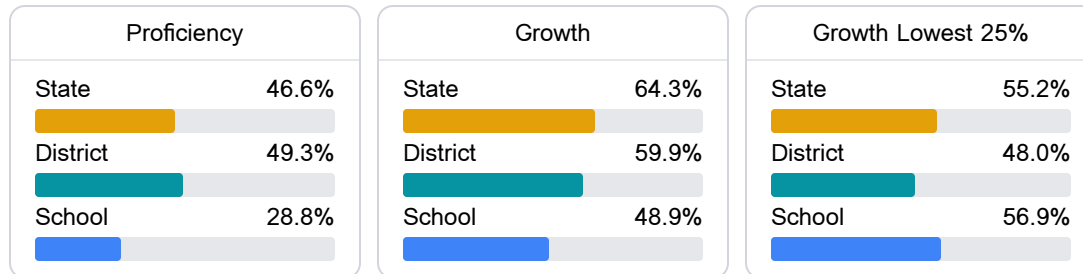 Proficiency
State 46.6%
District 49.3%
School 28.8%
Growth
State 64.3%
District 59.9%
School 48.9%
Growth Lowest 25%
State 55.2%
District 48.0%
School 56.9%